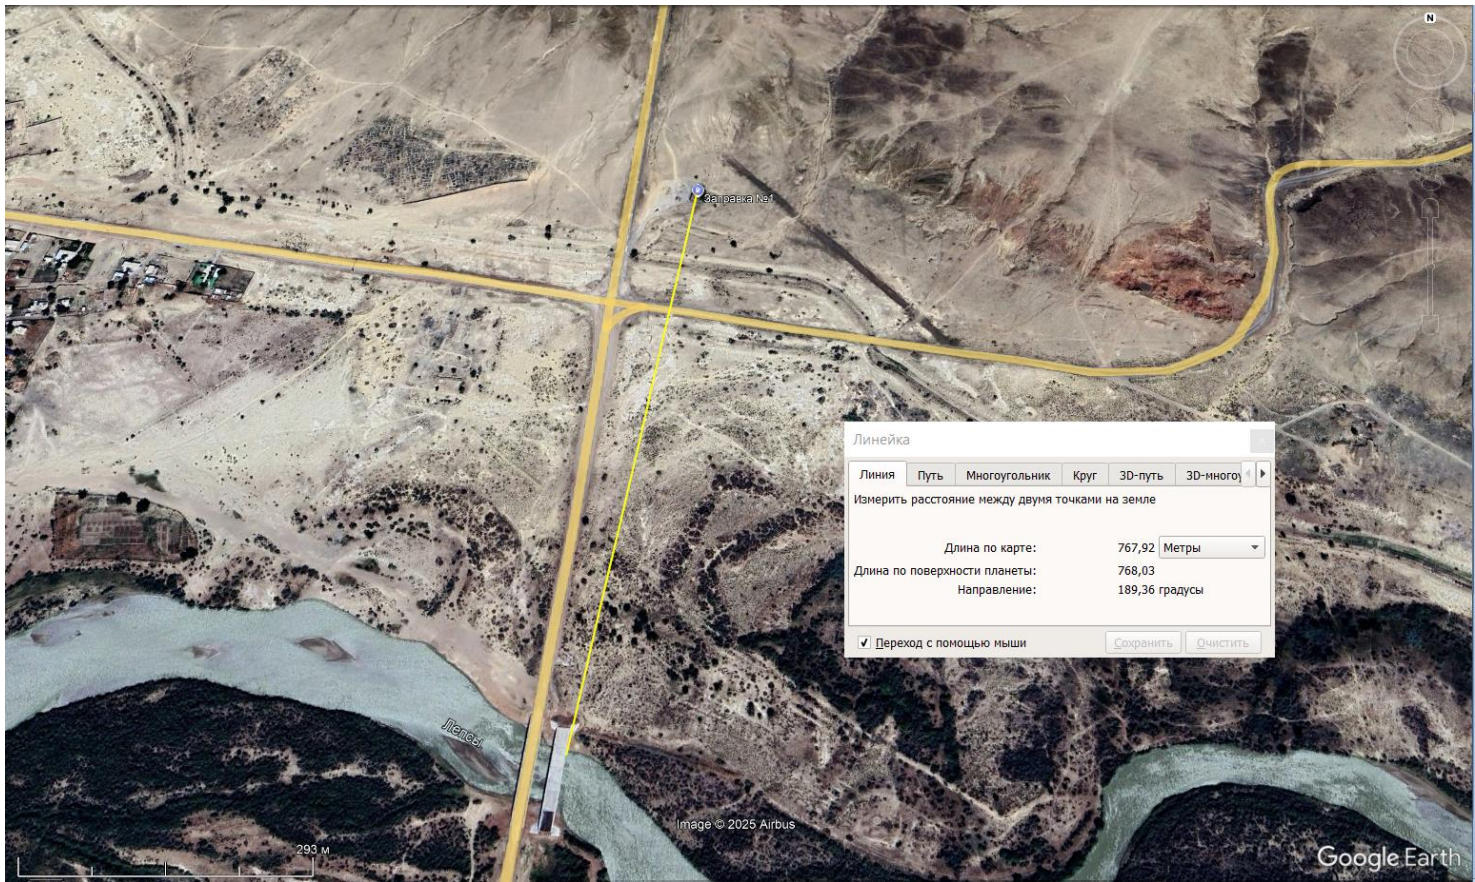 N
Заправка №1
Линейка
Линия Путь Многоугольник Круг 3D-путь 3D-многоу
Измерить расстояние между двумя точками на земле
Длина по карте: 767,92 Метры
Длина по поверхности планеты: 768,03
Направление: 189,36 градусы
Переход с помощью мыши Сохранить Очистить
Лепсы
Image © 2025 Airbus
293 м
Google Earth